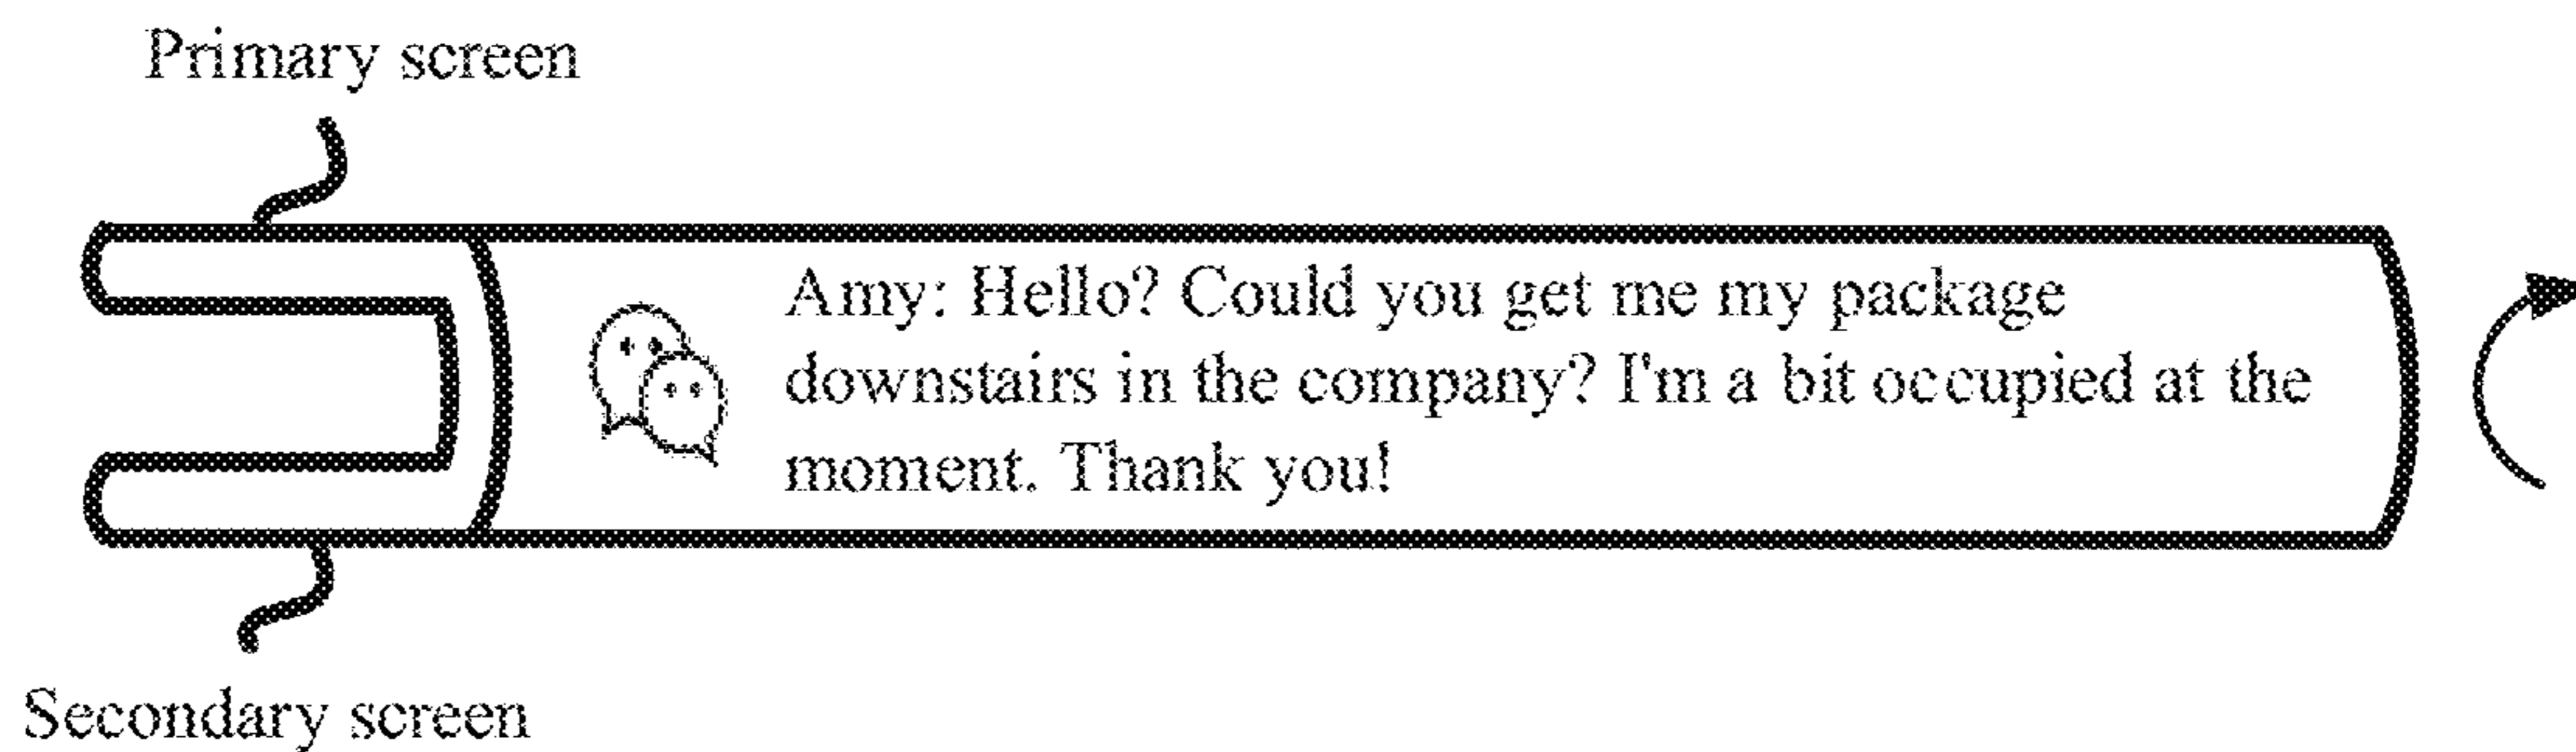 Primary screen
Amy: Hello? Could you get me my package
downstairs in the company? I'm a bit occupied at the
moment. Thank you!
Secondary screen